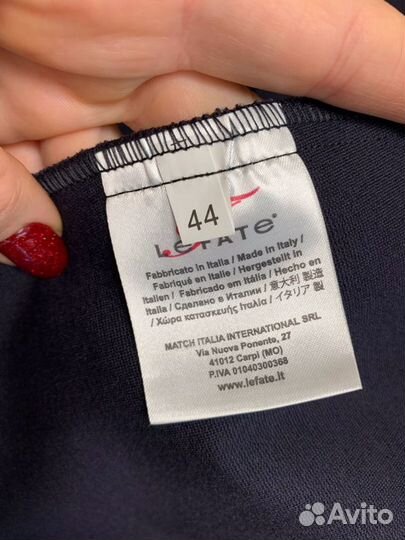 44
LEFATE®
Fabbricato in Italia / Made in Italy /
Fabriqué en Italie / Hergestellt in
Italien / Fabricado em Itália / Hecho en
Italia / Сделано в Италии / 意大利 製造
/ Χώρα κατασκευής Ιταλία / イタリア 製
MATCH ITALIA INTERNATIONAL SRL
Via Nuova Ponente, 27
41012 Carpi (MO)
P.IVA 01040300368
www.lefate.it
Avito